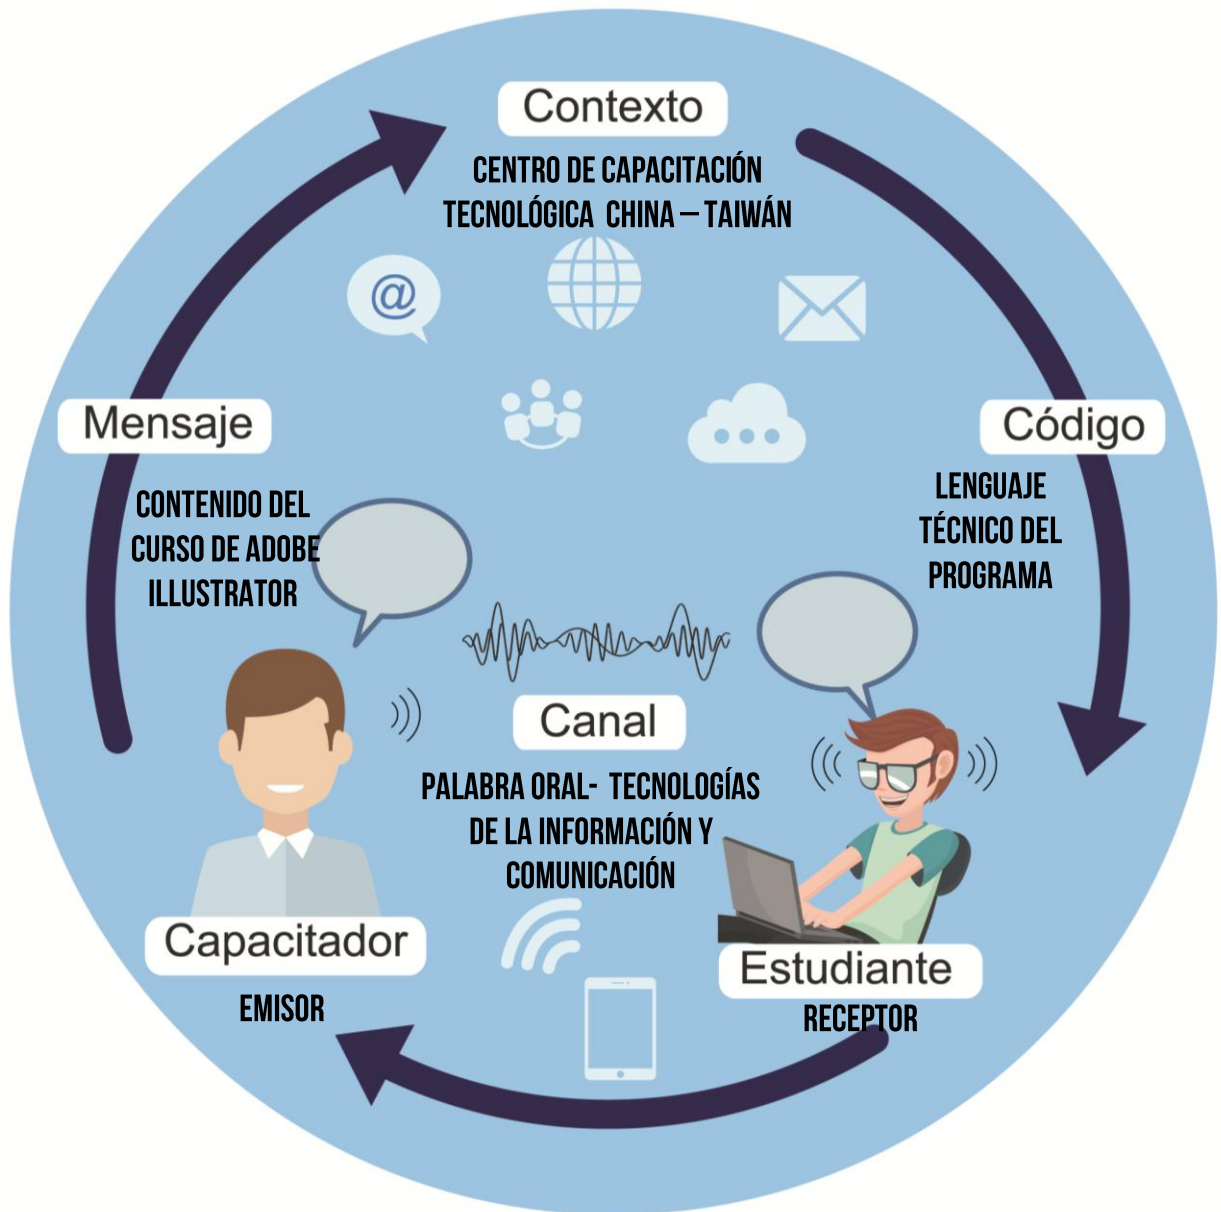 Contexto
CENTRO DE CAPACITACIÓN
TECNOLÓGICA CHINA – TAIWÁN
@
Mensaje
CONTENIDO DEL
CURSO DE ADOBE
ILLUSTRATOR
Código
LENGUAJE
TÉCNICO DEL
PROGRAMA
Canal
PALABRA ORAL- TECNOLOGÍAS
DE LA INFORMACIÓN Y
COMUNICACIÓN
Capacitador
EMISOR
Estudiante
RECEPTOR